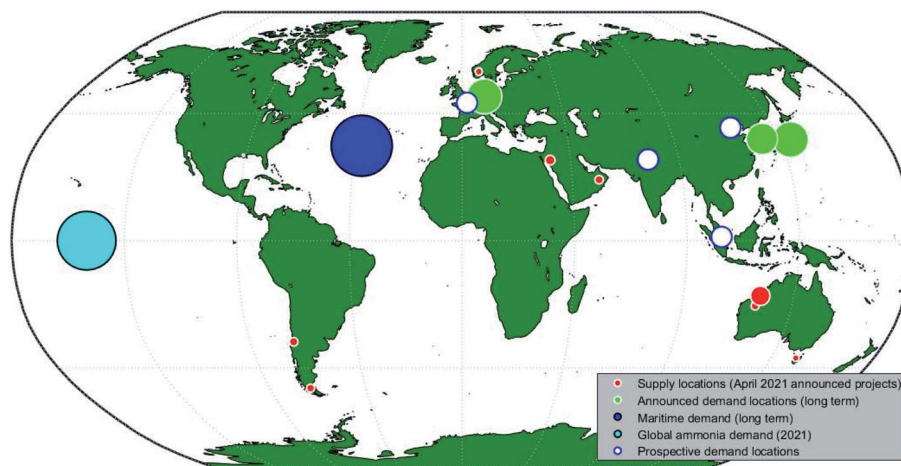 Supply locations (April 2021 announced projects)
Announced demand locations (long term)
Maritime demand (long term)
Global ammonia demand (2021)
Prospective demand locations